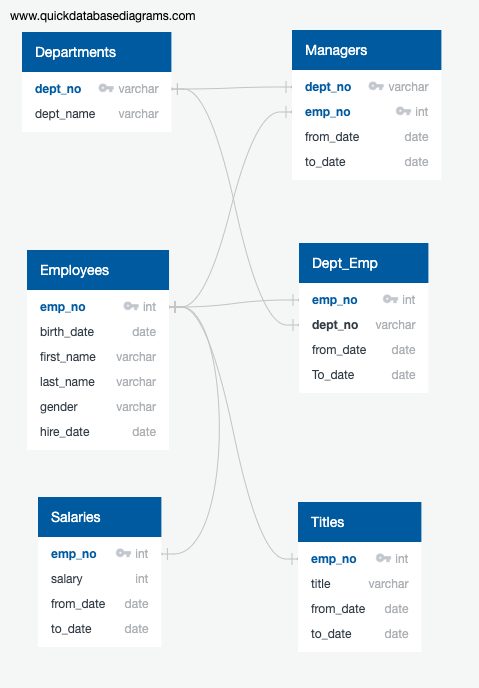 www.quickdatabasediagrams.com
Departments
dept_no varchar
dept_name varchar
Managers
dept_no varchar
emp_no int
from_date date
to_date date
Employees
emp_no int
birth_date date
first_name varchar
last_name varchar
gender varchar
hire_date date
Dept_Emp
emp_no int
dept_no varchar
from_date date
To_date date
Salaries
emp_no int
salary int
from_date date
to_date date
Titles
emp_no int
title varchar
from_date date
to_date date